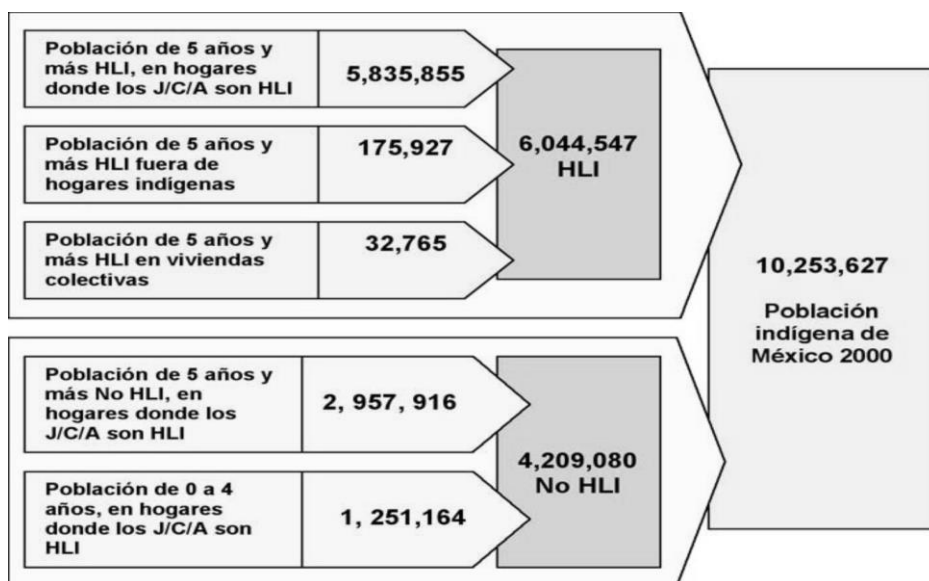 Población de 5 años y
más HLI, en hogares
donde los J/C/A son HLI
5,835,855
Población de 5 años y
más HLI fuera de
hogares indígenas
175,927
Población de 5 años y
más HLI en viviendas
colectivas
32,765
6,044,547
HLI
Población de 5 años y
más No HLI, en
hogares donde los
J/C/A son HLI
2, 957, 916
Población de 0 a 4
años, en hogares
donde los J/C/A son
HLI
1, 251,164
4,209,080
No HLI
10,253,627
Población
indígena de
México 2000